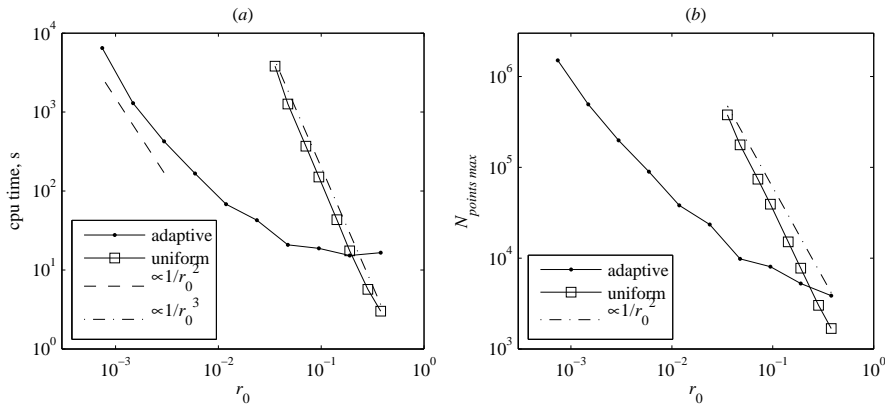 (a)
cpu time, s
10^4
10^3
10^2
10^1
10^0
adaptive
uniform
∝1/r_0^2
∝1/r_0^3
10^−3
10^−2
10^−1
10^0
r_0
(b)
N_points max
10^6
10^5
10^4
10^3
adaptive
uniform
∝1/r_0^2
10^−3
10^−2
10^−1
10^0
r_0